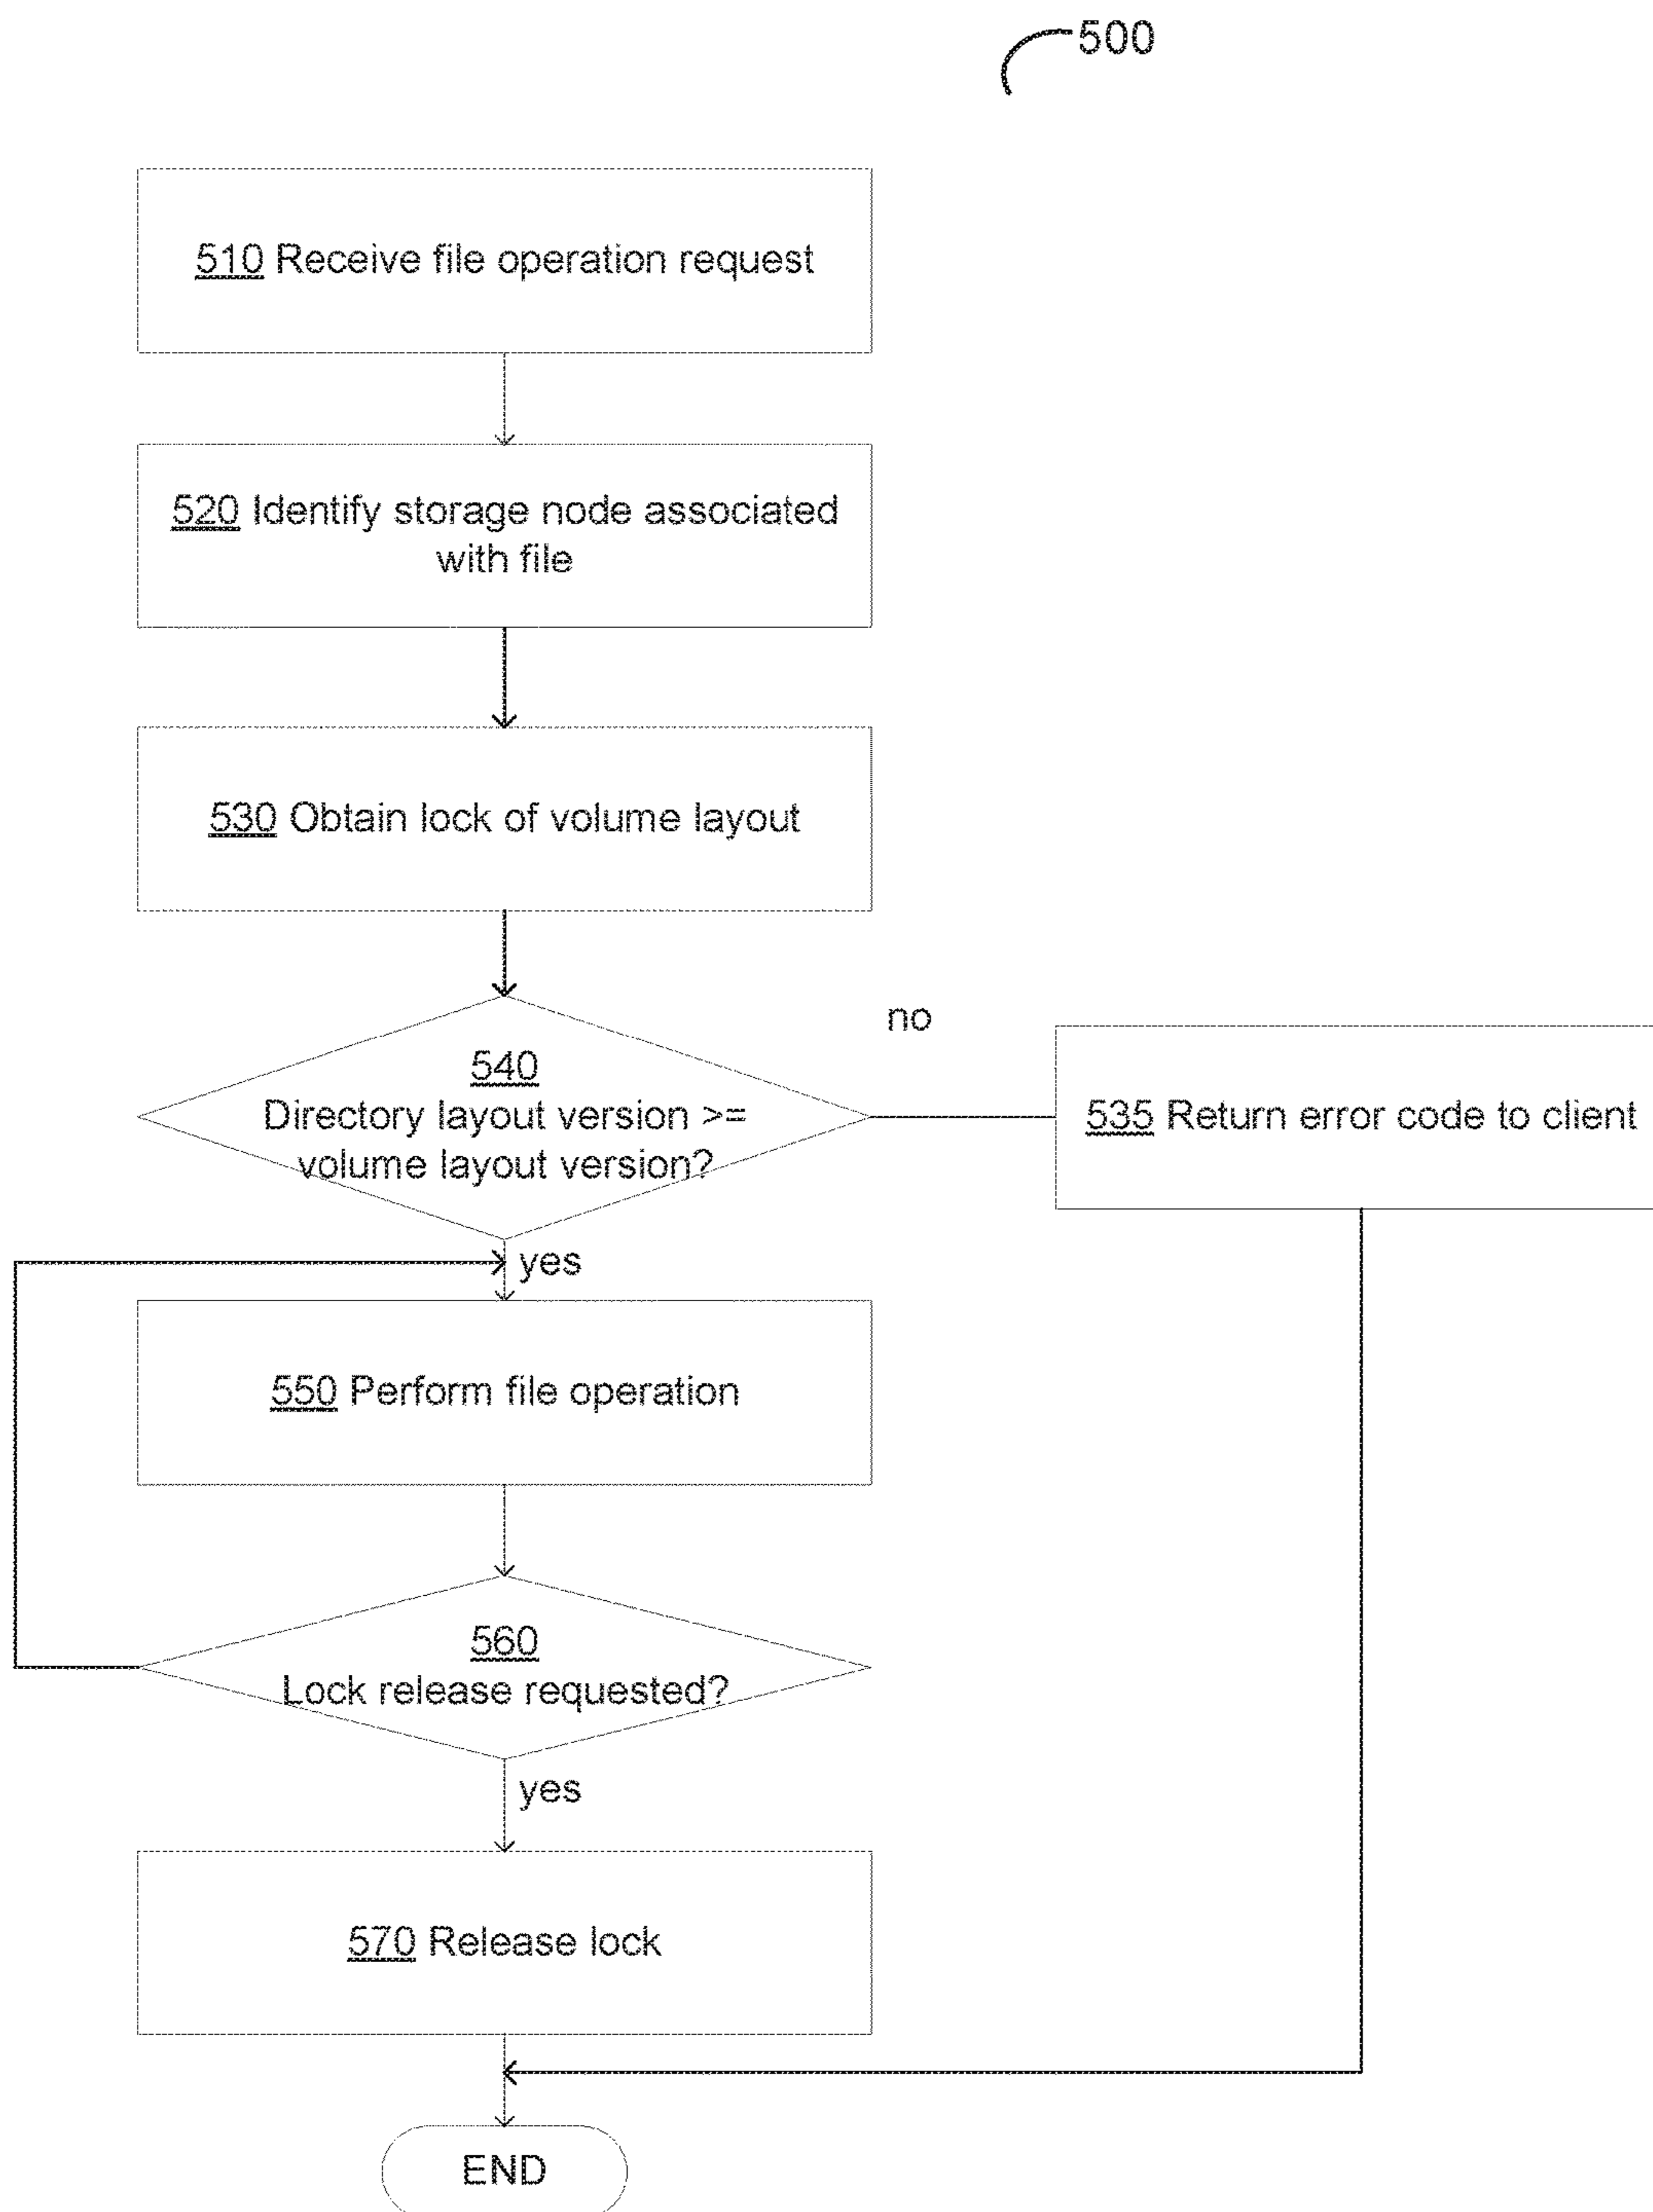 500
510 Receive file operation request
520 Identify storage node associated
with file
530 Obtain lock of volume layout
no
540
Directory layout version >=
volume layout version?
535 Return error code to client
yes
550 Perform file operation
560
Lock release requested?
yes
570 Release lock
END